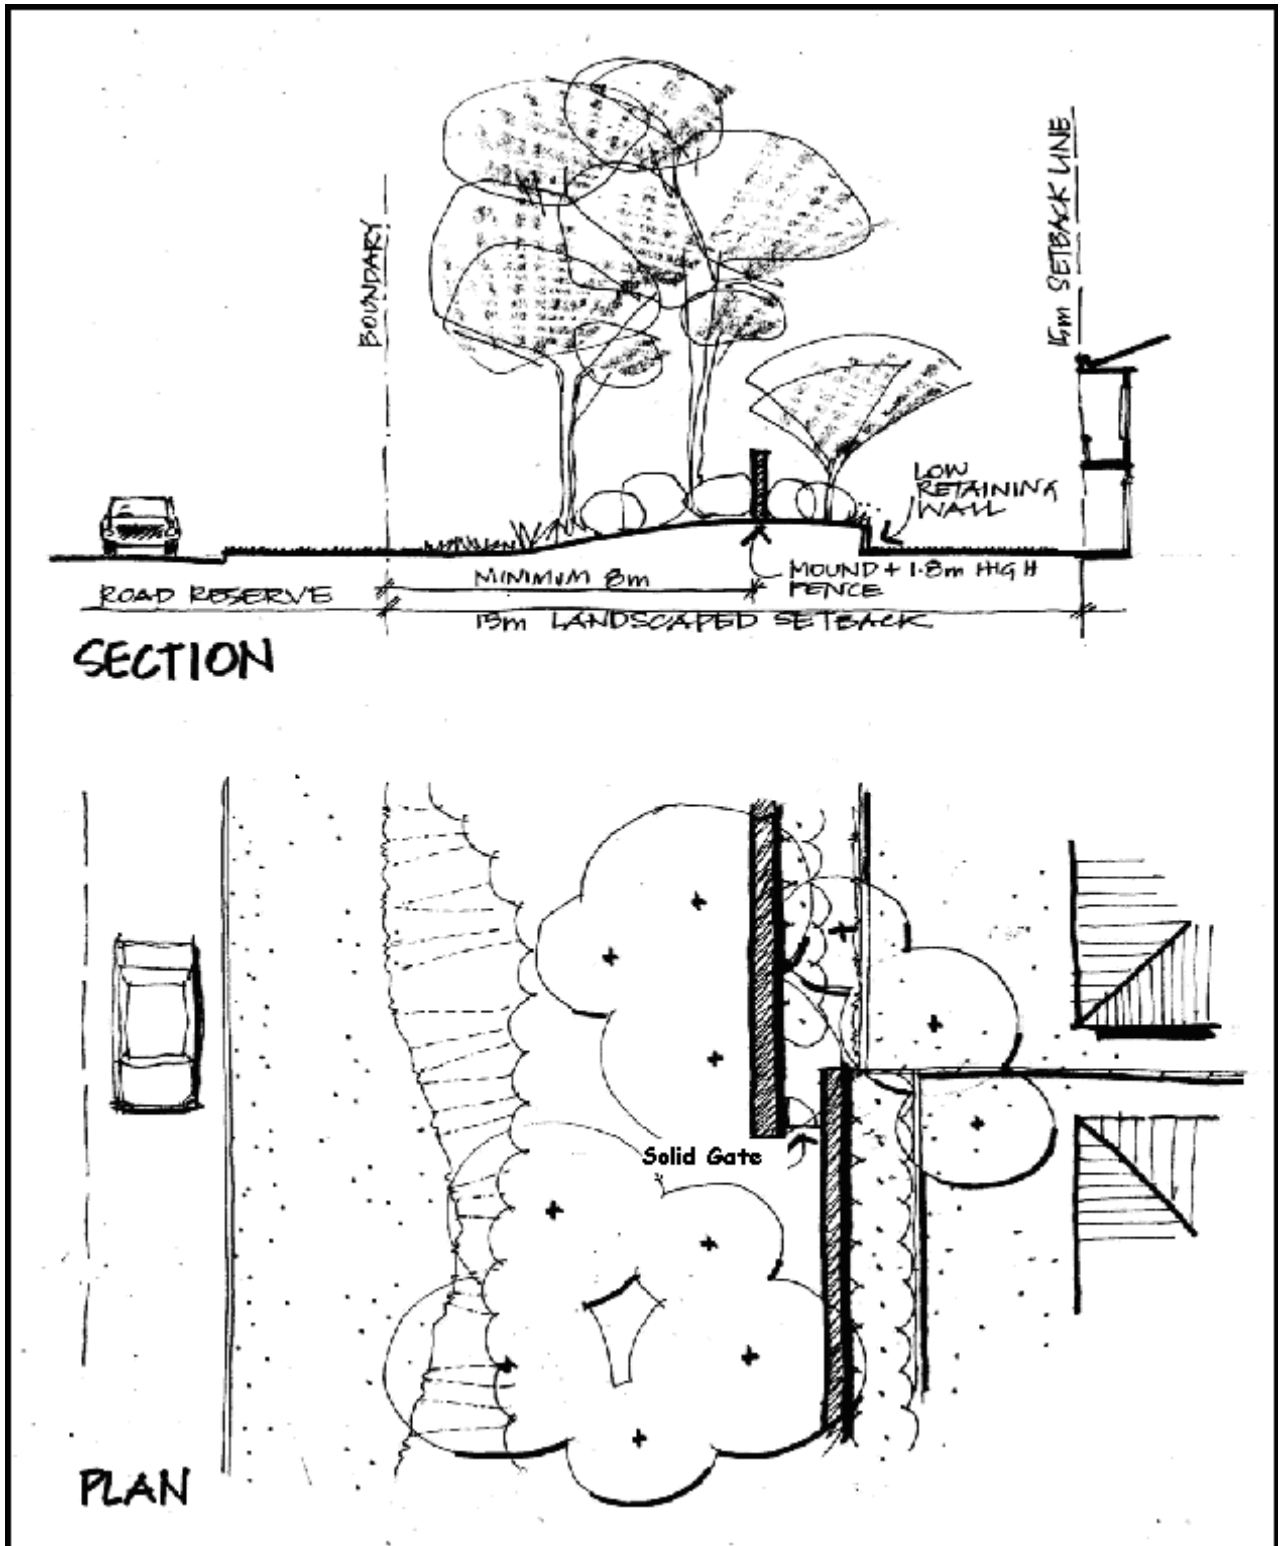 BOUNDARY
15m SETBACK LINE
LOW
RETAINING
WALL
MINIMUM 8m
MOUND + 1.8m HIGH
FENCE
ROAD RESERVE
15m LANDSCAPED SETBACK
SECTION
Solid Gate
PLAN